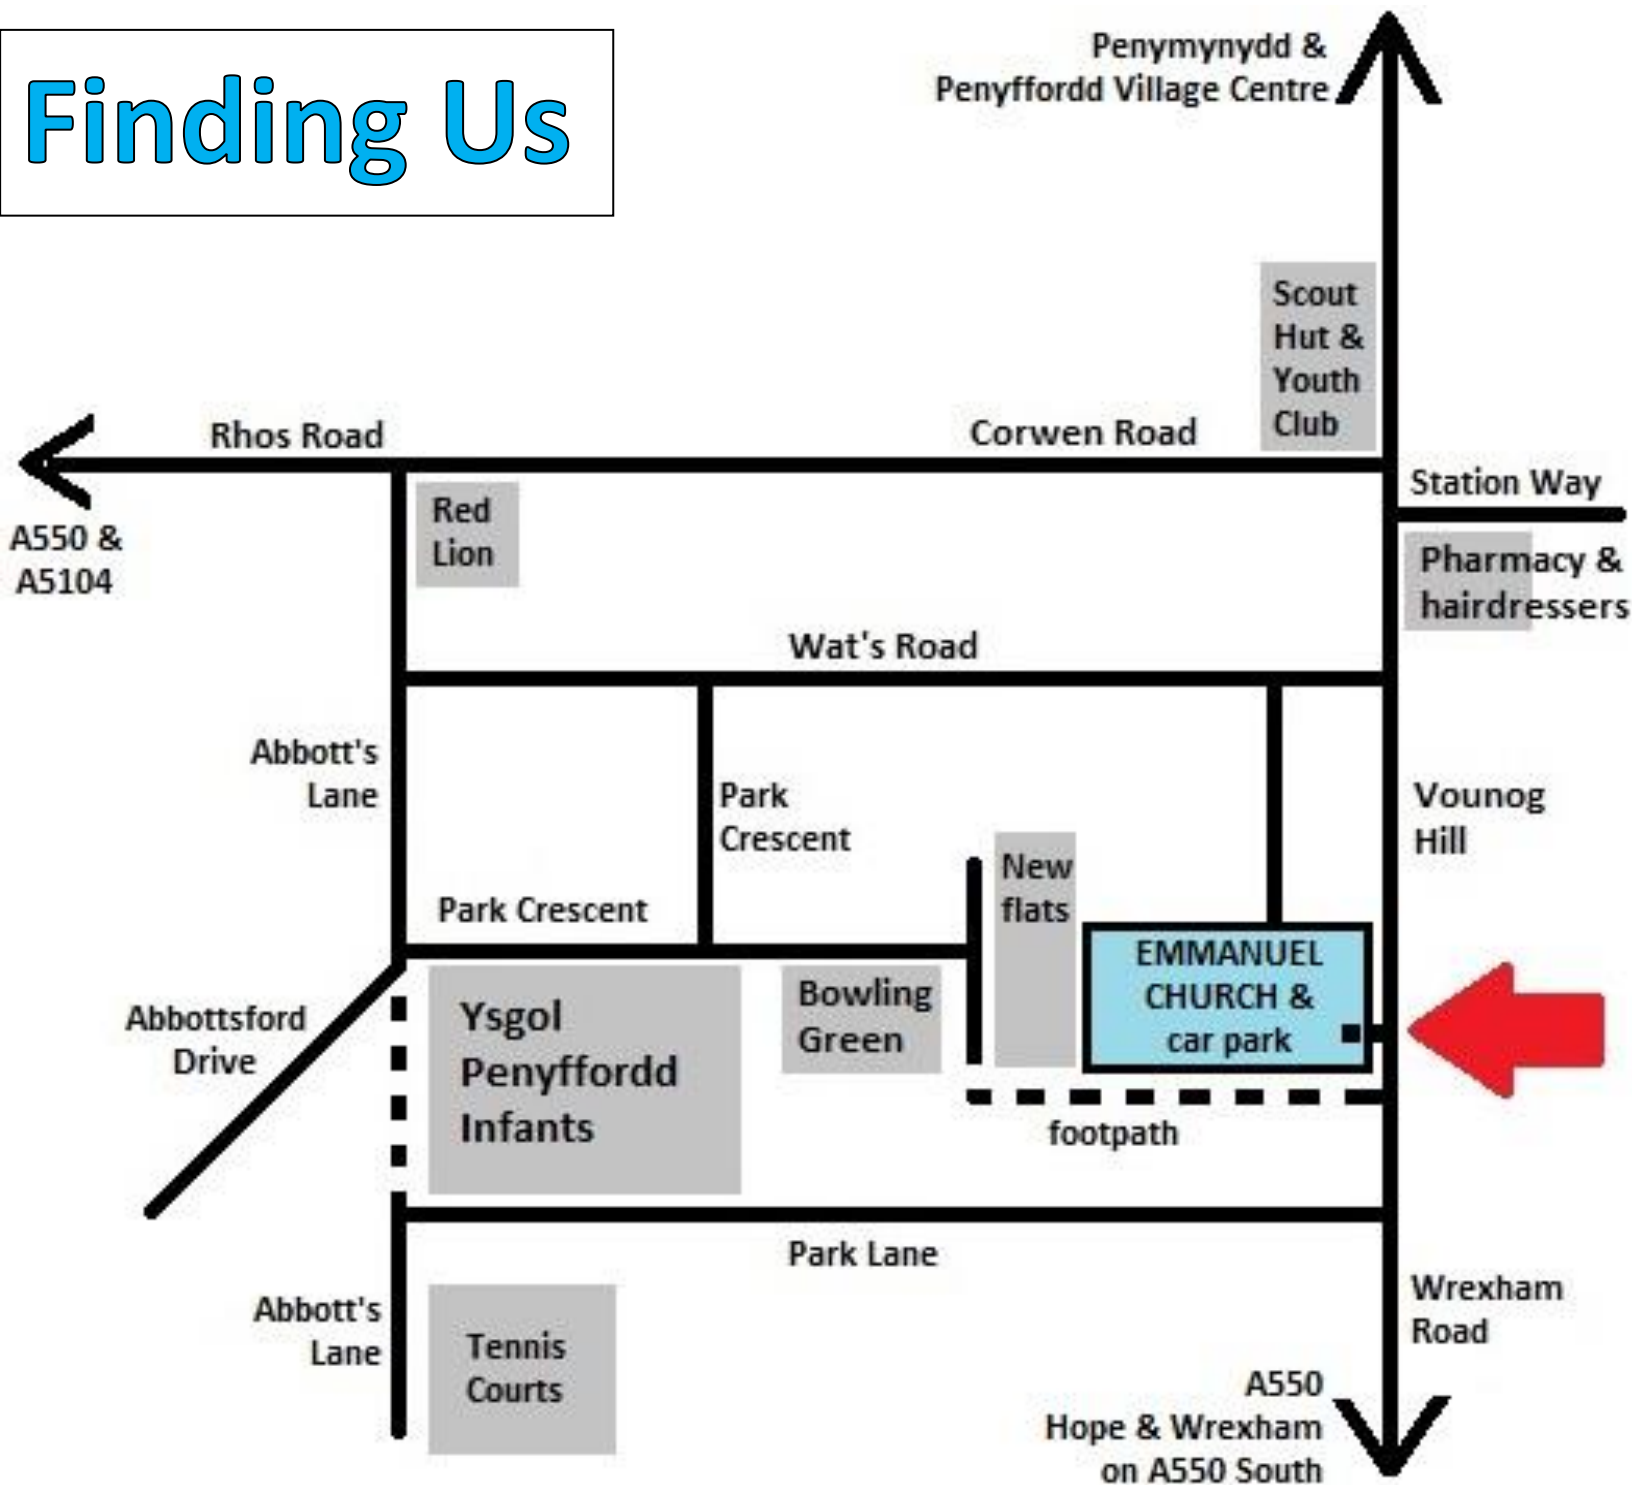 Finding Us
Penymynydd &
Penyffordd Village Centre
Scout
Hut &
Youth
Club
Rhos Road
Corwen Road
Station Way
A550 &
A5104
Red
Lion
Pharmacy &
hairdressers
Wat's Road
Abbott's
Lane
Park
Crescent
Vounog
Hill
New
flats
Park Crescent
EMMANUEL
CHURCH &
car park
Bowling
Green
Abbottsford
Drive
Ysgol
Penyffordd
Infants
footpath
Park Lane
Abbott's
Lane
Tennis
Courts
Wrexham
Road
A550
Hope & Wrexham
on A550 South